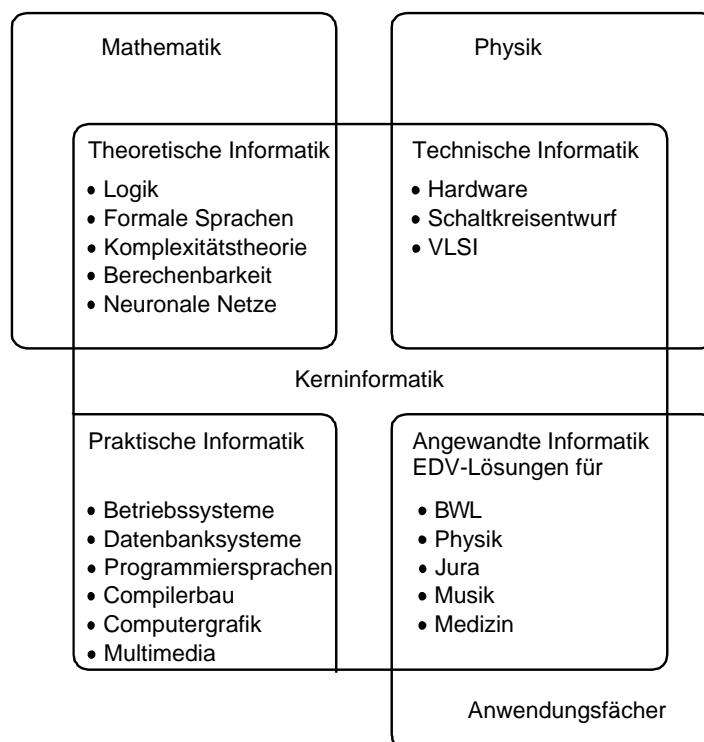 Mathematik
Physik
Theoretische Informatik
• Logik
• Formale Sprachen
• Komplexitätstheorie
• Berechenbarkeit
• Neuronale Netze
Technische Informatik
• Hardware
• Schaltkreisentwurf
• VLSI
Kerninformatik
Praktische Informatik
• Betriebssysteme
• Datenbanksysteme
• Programmiersprachen
• Compilerbau
• Computergrafik
• Multimedia
Angewandte Informatik
EDV-Lösungen für
• BWL
• Physik
• Jura
• Musik
• Medizin
Anwendungsfächer